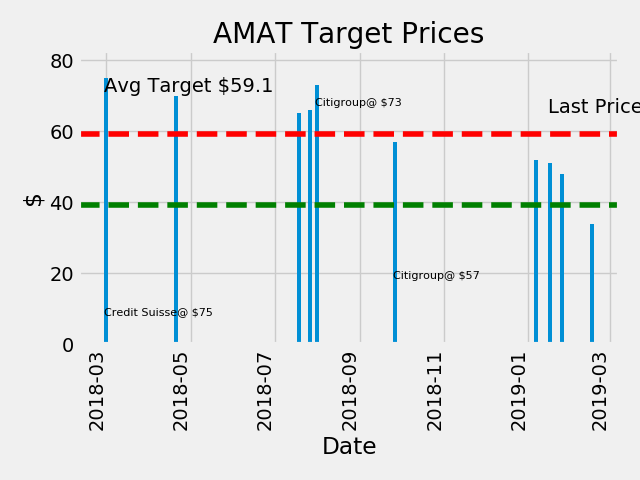 AMAT Target Prices
80
Avg Target $59.1
Citigroup@ $73
Last Price
60
$
40
20
Citigroup@ $57
Credit Suisse@ $75
0
2018-03
2018-05
2018-07
2018-09
2018-11
2019-01
2019-03
Date